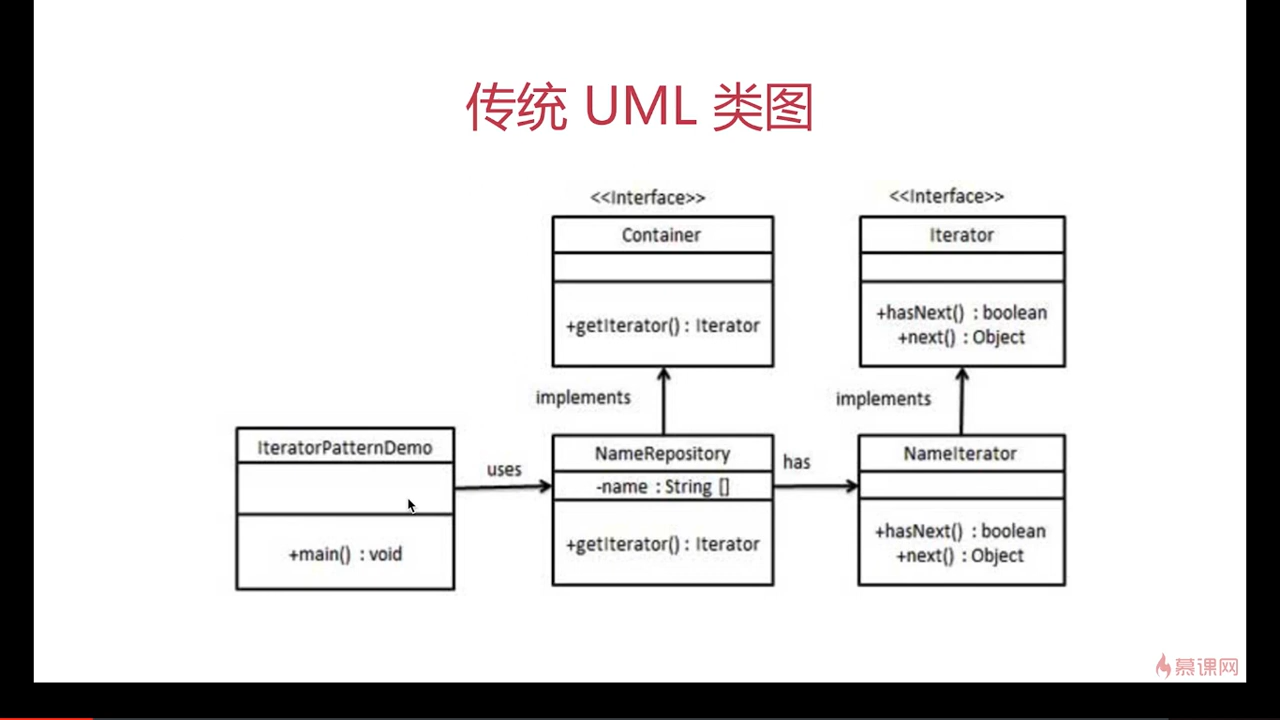 传统 UML 类图
<<Interface>>
Container
+getIterator() : Iterator
<<Interface>>
Iterator
+hasNext() : boolean
+next() : Object
implements
implements
IteratorPatternDemo
+main() : void
uses
NameRepository
-name : String []
+getIterator() : Iterator
has
NameIterator
+hasNext() : boolean
+next() : Object
慕课网